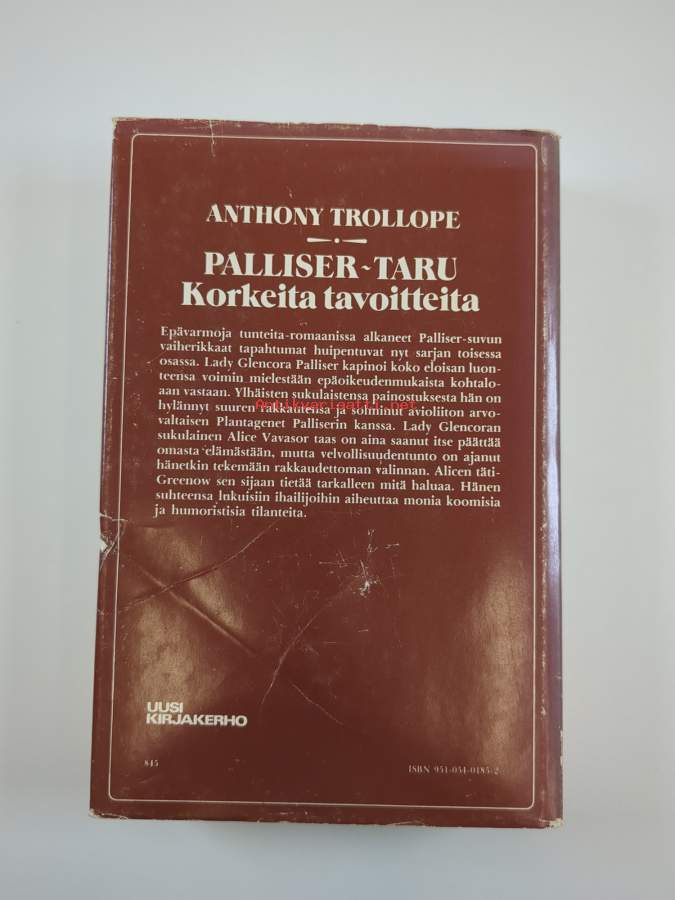 ANTHONY TROLLOPE
PALLISER-TARU
Korkeita tavoitteita
Epävarmoja tunteita-romaanissa alkaneet Palliser-suvun
vaiherikkaat tapahtumat huipentuvat nyt sarjan toisessa
osassa. Lady Glencora Palliser kapinoi koko eloisan luon-
teensa voimin mielestään epäoikeudenmukaista kohtalo-
aan vastaan. Ylhäisten sukulaistensa painostuksesta hän on
hylännyt suuren rakkautensa ja solminut avioliiton arvo-
valtaisen Plantagenet Palliserin kanssa. Lady Glencoran
sukulainen Alice Vavasor taas on aina saanut itse päättää
omasta elämästään, mutta velvollisuudentunto on ajanut
hänetkin tekemään rakkaudettoman valinnan. Alicen täti-
Greenow sen sijaan tietää tarkalleen mitä haluaa. Hänen
suhteensa lukuisiin ihailijoihin aiheuttaa monia koomisia
ja humoristisia tilanteita.
Antikvariaatti.net
UUSI
KIRJAKERHO
845
ISBN 951-051-0185-2